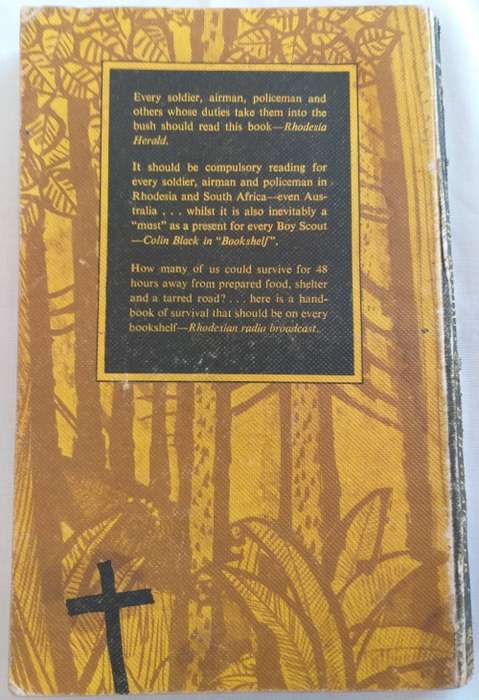 Every soldier, airman, policeman and
others whose duties take them into the
bush should read this book—Rhodesia
Herald.
It should be compulsory reading for
every soldier, airman and policeman in
Rhodesia and South Africa—even Aus-
tralia . . . whilst it is also inevitably a
"must" as a present for every Boy Scout
—Colin Black in "Bookshelf".
How many of us could survive for 48
hours away from prepared food, shelter
and a tarred road? . . . here is a hand-
book of survival that should be on every
bookshelf—Rhodesian radio broadcast.